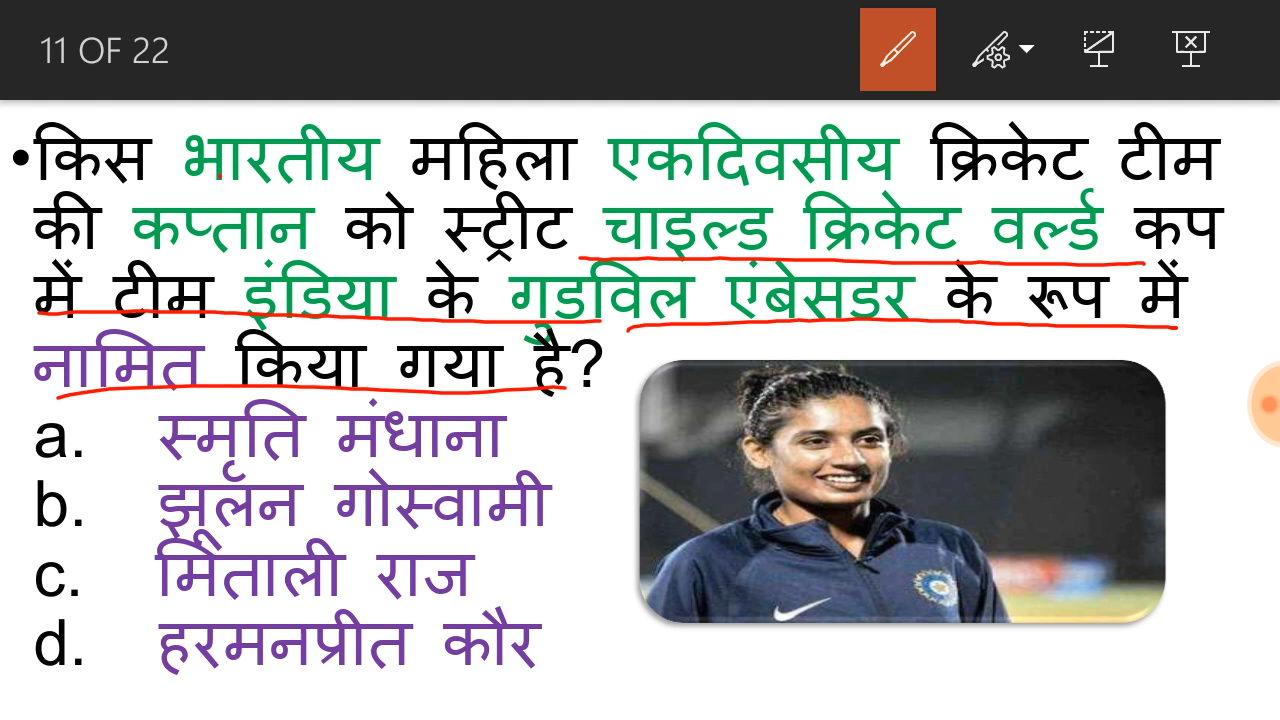 11 OF 22
•किस भारतीय महिला एकदिवसीय क्रिकेट टीम
की कप्तान को स्ट्रीट चाइल्ड क्रिकेट वर्ल्ड कप
में टीम इंडिया के गुडविल एंबेसडर के रूप में
नामित किया गया है?
a. स्मृति मंधाना
b. झूलन गोस्वामी
c. मिताली राज
d. हरमनप्रीत कौर